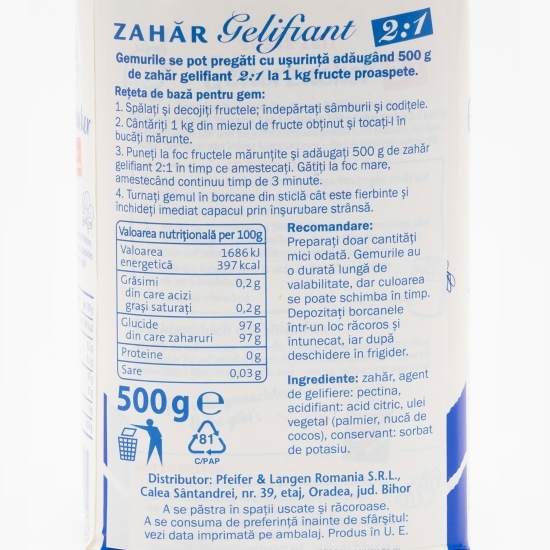 ZAHĂR Gelifiant 2:1
Gemurile se pot pregăti cu ușurință adăugând 500 g
de zahăr gelifiant 2:1 la 1 kg fructe proaspete.
Rețeta de bază pentru gem:
1. Spălați și decojiți fructele; îndepărtați sâmburii și codițele.
2. Cântăriți 1 kg din miezul de fructe obținut și tocați-l în
bucăți mărunte.
3. Puneți la foc fructele mărunțite și adăugați 500 g de zahăr
gelifiant 2:1 în timp ce amestecați. Gătiți la foc mare,
amestecând continuu timp de 3 minute.
4. Turnați gemul în borcane din sticlă cât este fierbinte și
închideți imediat capacul prin înșurubare strânsă.
Valoarea nutrițională per 100g
Valoarea 1686 kJ
energetică 397 kcal
Grăsimi 0,2 g
din care acizi
grași saturați 0,2 g
Glucide 97 g
din care zaharuri 97 g
Proteine 0 g
Sare 0,03 g
500 g e
81
C/PAP
Recomandare:
Preparați doar cantități
mici odată. Gemurile au
o durată lungă de
valabilitate, dar culoarea
se poate schimba în timp.
Depozitați borcanele
într-un loc răcoros și
întunecat, iar după
deschidere în frigider.
Ingrediente: zahăr, agent
de gelifiere: pectina,
acidifiant: acid citric, ulei
vegetal (palmier, nucă de
cocos), conservant: sorbat
de potasiu.
Distribuitor: Pfeifer & Langen Romania S.R.L.,
Calea Sântandrei, nr. 39, etaj, Oradea, jud. Bihor
A se păstra în spații uscate și răcoroase.
A se consuma de preferință înainte de sfârșitul:
vezi data imprimată pe ambalaj. Produs în U. E.